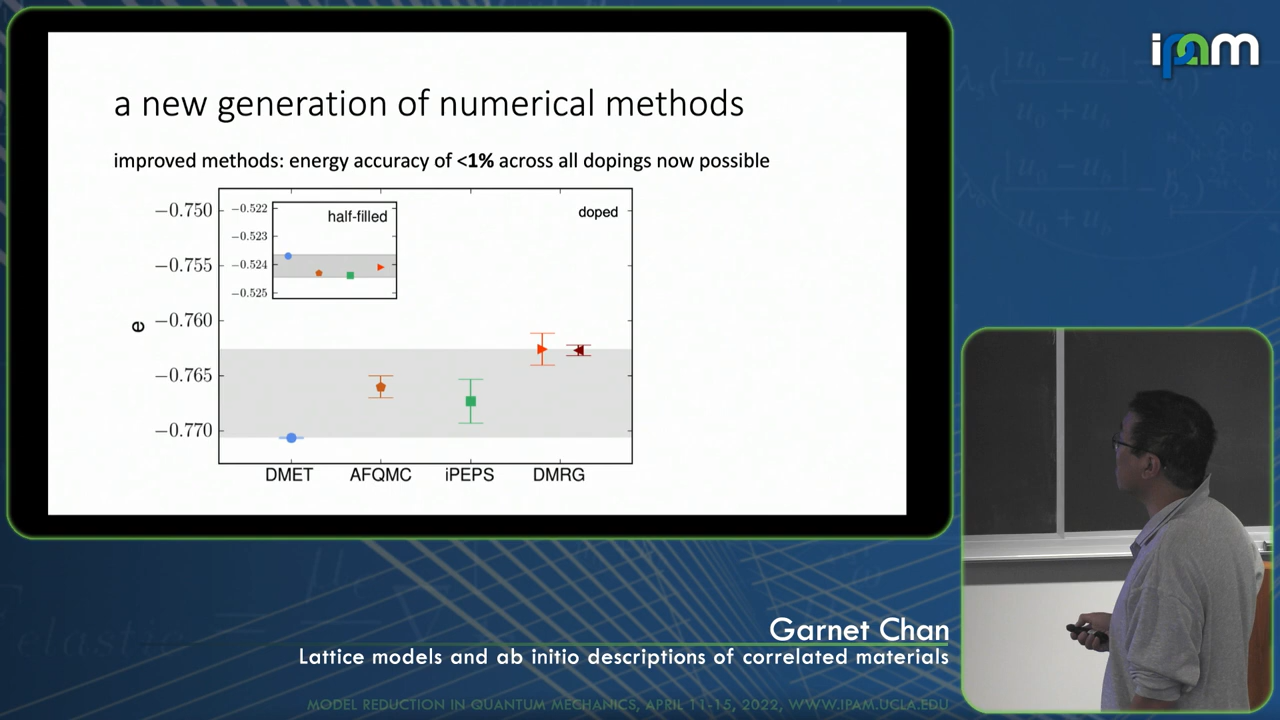 a new generation of numerical methods
improved methods: energy accuracy of <1% across all dopings now possible
−0.750
−0.755
−0.760
−0.765
−0.770
e
doped
half-filled
−0.522
−0.523
−0.524
−0.525
DMET AFQMC iPEPS DMRG
ipam
Garnet Chan
Lattice models and ab initio descriptions of correlated materials
MODEL REDUCTION IN QUANTUM MECHANICS, APRIL 11-15, 2022, WWW.IPAM.UCLA.EDU